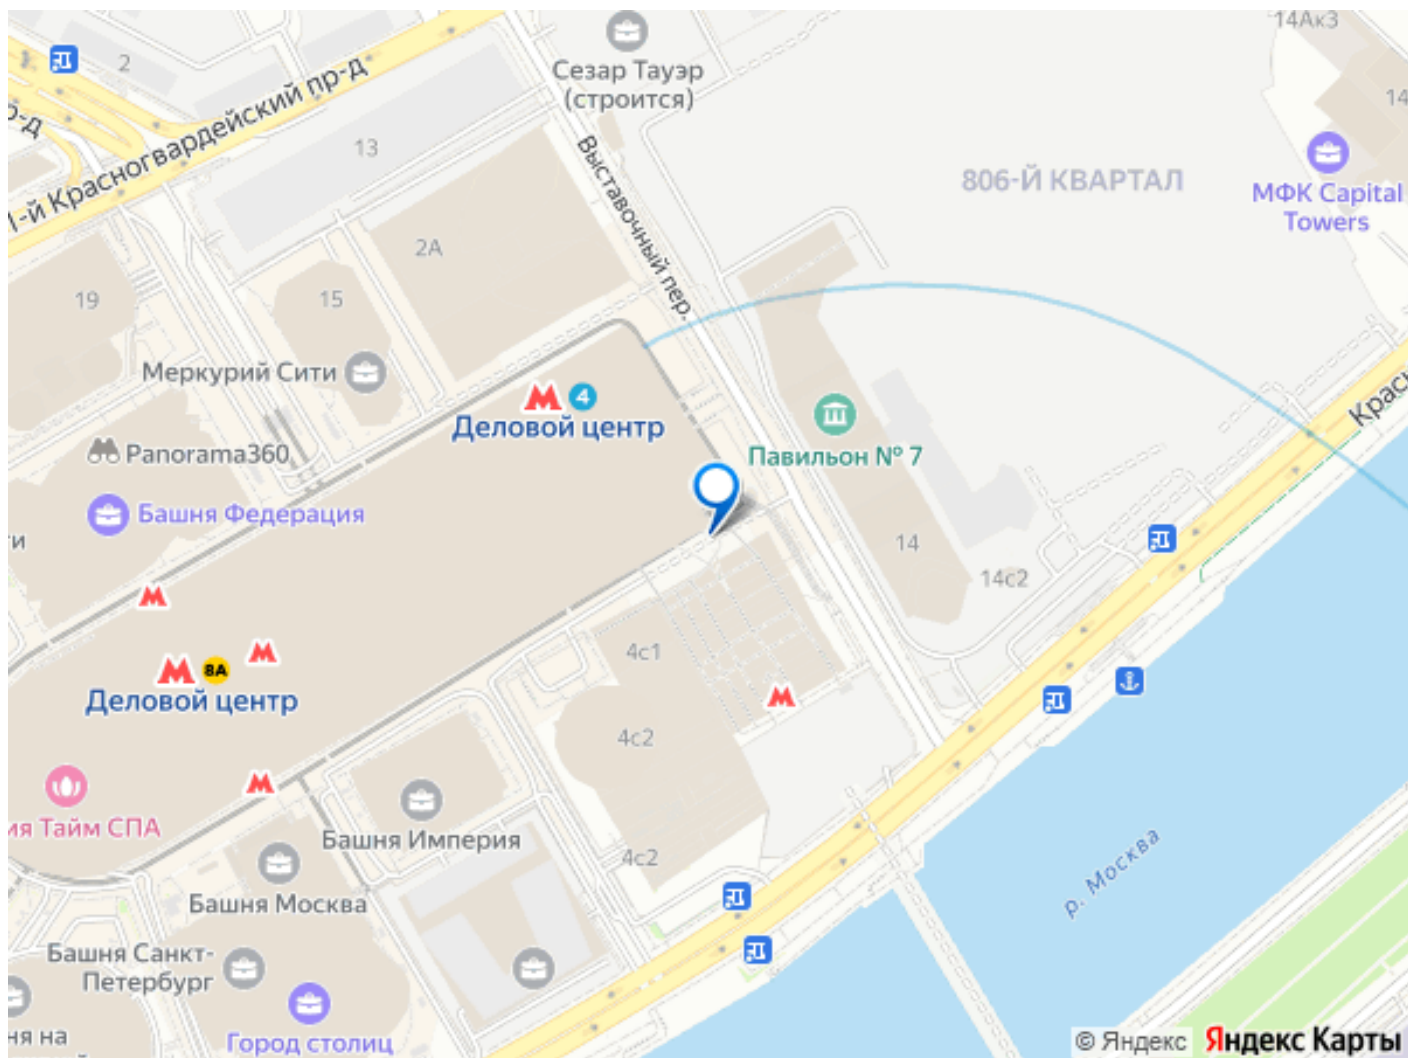 14Ак3
2
Сезар Тауэр
(строится)
14
р-д
1-й Красногвардейский пр-д
13
Выставочный пер.
806-Й КВАРТАЛ
МФК Capital
Towers
2А
19
15
Меркурий Сити
4
Деловой центр
Крас
Panorama360
Павильон № 7
Башня Федерация
ти
14
14с2
4с1
8А
Деловой центр
4с2
ия Тайм СПА
Башня Империя
4с2
р. Москва
Башня Москва
Башня Санкт-
Петербург
ня на
Город столиц
© Яндекс Яндекс Карты